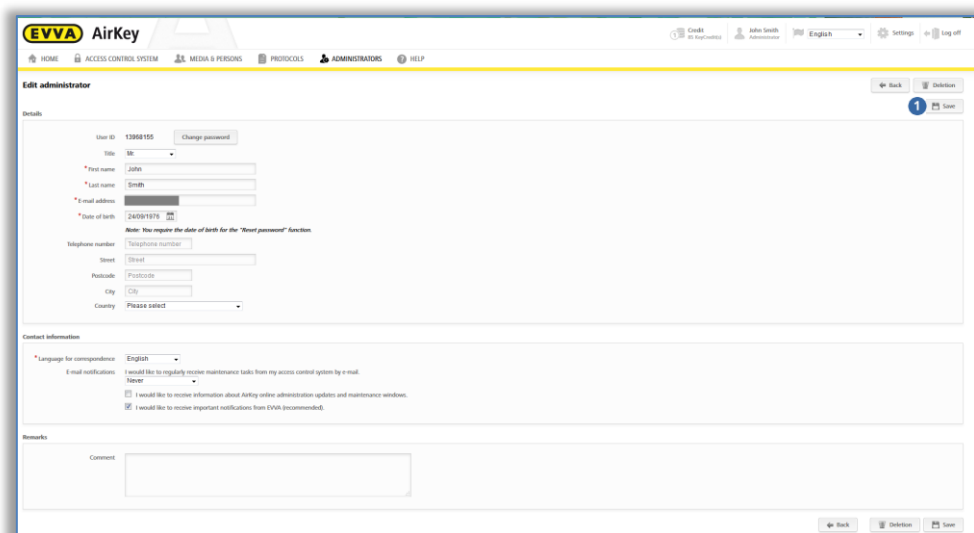 EVVA AirKey
Credit
85 KeyCredit(s)
John Smith
Administrator
English
Settings
Log off
HOME ACCESS CONTROL SYSTEM MEDIA & PERSONS PROTOCOLS ADMINISTRATORS HELP
Edit administrator
Back Deletion
1 Save
Details
User ID 13968155 Change password
Title Mr.
*First name John
*Last name Smith
*E-mail address
*Date of birth 24/09/1976
Note: You require the date of birth for the "Reset password" function.
Telephone number Telephone number
Street Street
Postcode Postcode
City City
Country Please select
Contact information
*Language for correspondence English
E-mail notifications I would like to regularly receive maintenance tasks from my access control system by e-mail.
Never
I would like to receive information about AirKey online administration updates and maintenance windows.
I would like to receive important notifications from EVVA (recommended).
Remarks
Comment
Back Deletion Save